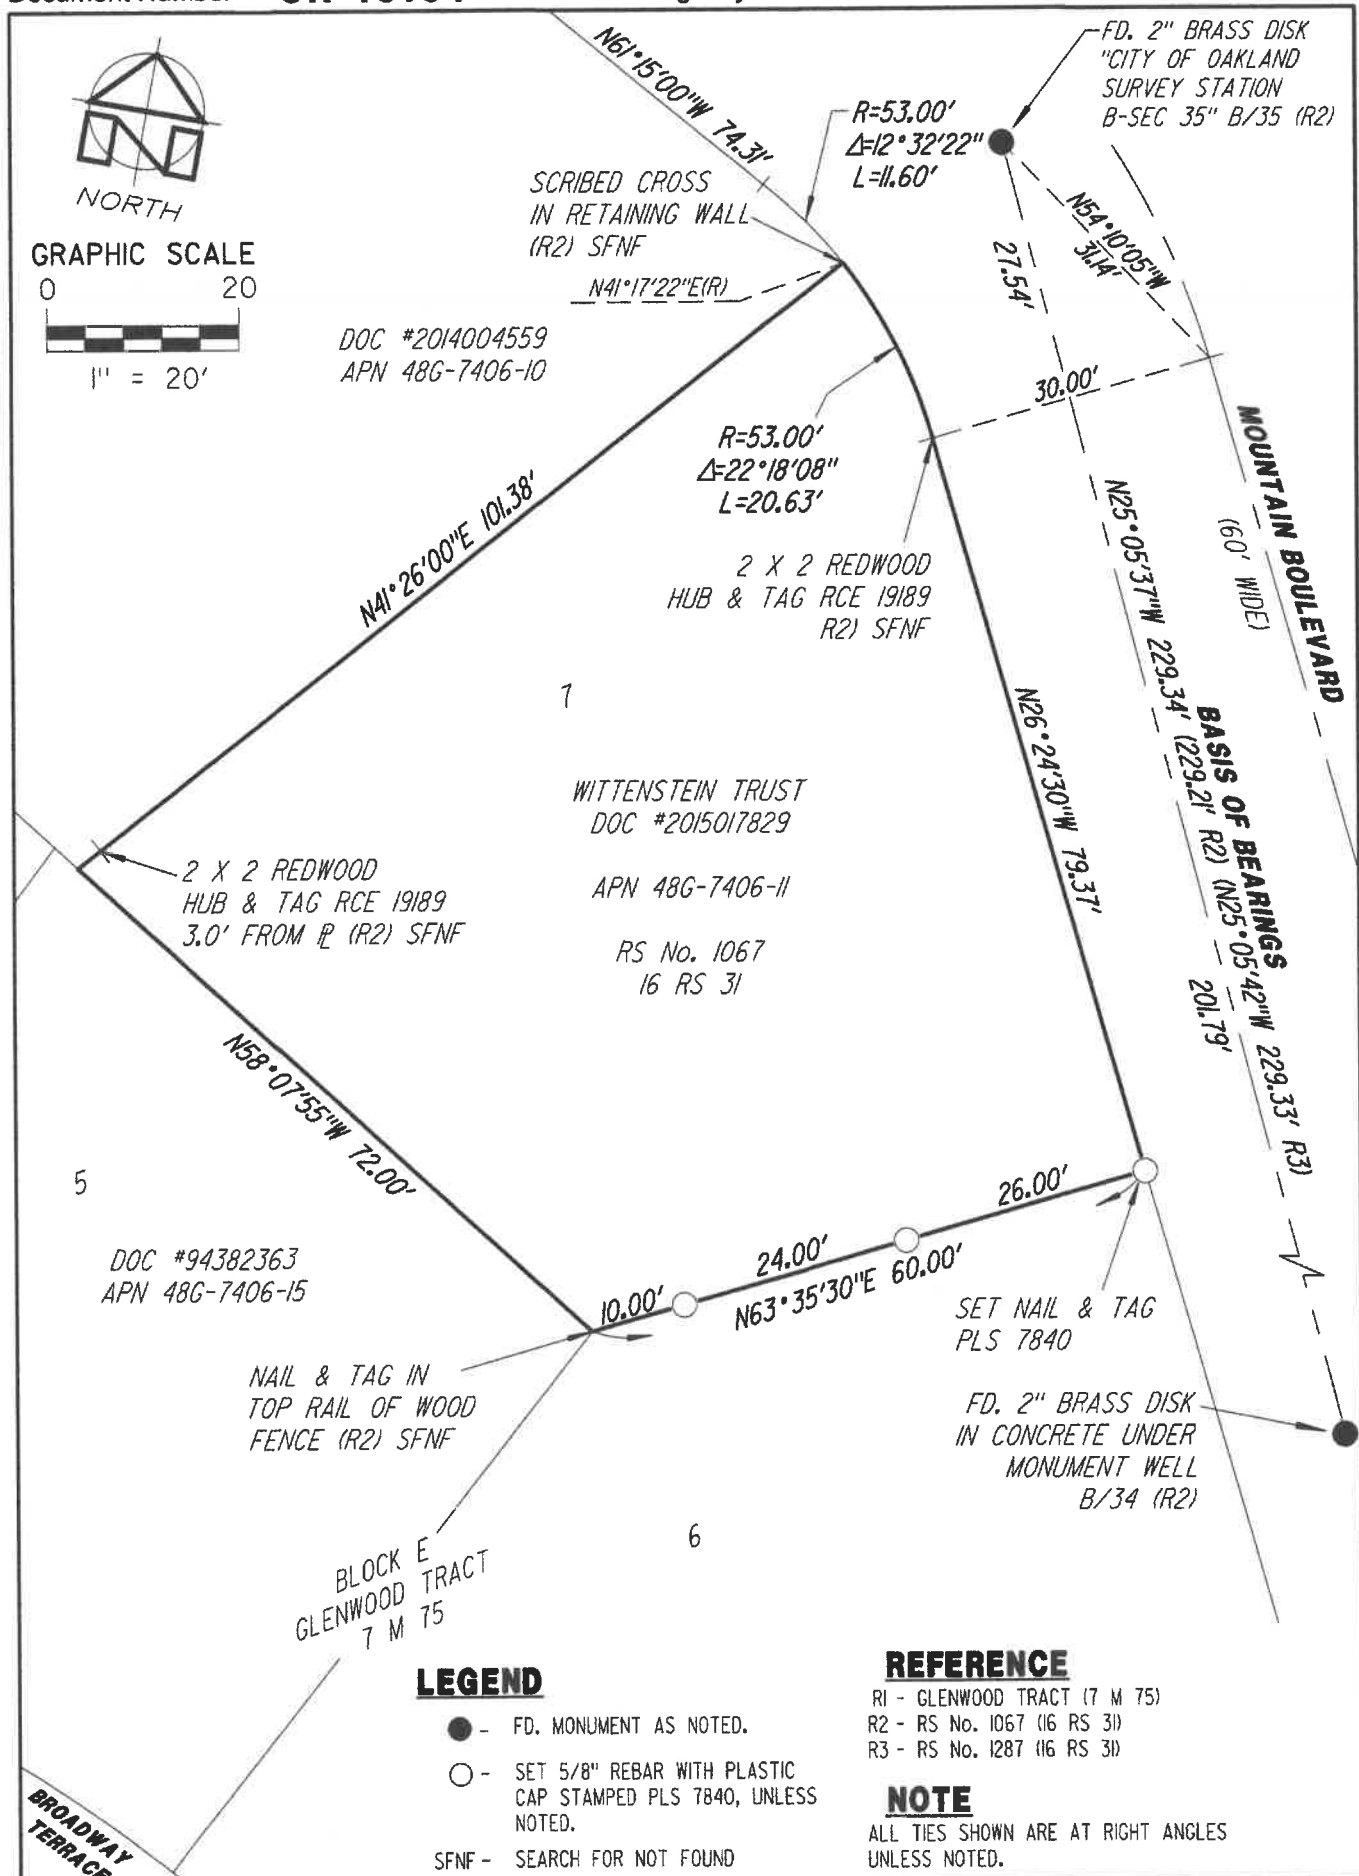 NORTH
GRAPHIC SCALE
0 20
1" = 20'
N61°15'00"W 74.31'
R=53.00'
Δ=12°32'22"
L=11.60'
FD. 2" BRASS DISK
"CITY OF OAKLAND
SURVEY STATION
B-SEC 35" B/35 (R2)
SCRIBED CROSS
IN RETAINING WALL
(R2) SFNF
N41°17'22"E(R)
N54°10'05"W
31.14'
27.54'
30.00'
DOC #2014004559
APN 48G-7406-10
R=53.00'
Δ=22°18'08"
L=20.63'
N41°26'00"E 101.38'
2 X 2 REDWOOD
HUB & TAG RCE 19189
R2) SFNF
MOUNTAIN BOULEVARD
(60' WIDE)
N25°05'37"W 229.34' (229.21' R2) (N25°05'42"W 229.33' R3)
BASIS OF BEARINGS
201.79'
N26°24'30"W 79.37'
7
WITTENSTEIN TRUST
DOC #2015017829
APN 48G-7406-11
RS No. 1067
16 RS 31
2 X 2 REDWOOD
HUB & TAG RCE 19189
3.0' FROM PL (R2) SFNF
N58°07'55"W 72.00'
5
DOC #94382363
APN 48G-7406-15
10.00'
24.00'
26.00'
N63°35'30"E 60.00'
SET NAIL & TAG
PLS 7840
NAIL & TAG IN
TOP RAIL OF WOOD
FENCE (R2) SFNF
FD. 2" BRASS DISK
IN CONCRETE UNDER
MONUMENT WELL
B/34 (R2)
6
BLOCK E
GLENWOOD TRACT
7 M 75
BROADWAY
TERRACE
LEGEND
- FD. MONUMENT AS NOTED.
- SET 5/8" REBAR WITH PLASTIC
CAP STAMPED PLS 7840, UNLESS
NOTED.
SFNF - SEARCH FOR NOT FOUND
REFERENCE
R1 - GLENWOOD TRACT (7 M 75)
R2 - RS No. 1067 (16 RS 31)
R3 - RS No. 1287 (16 RS 31)
NOTE
ALL TIES SHOWN ARE AT RIGHT ANGLES
UNLESS NOTED.